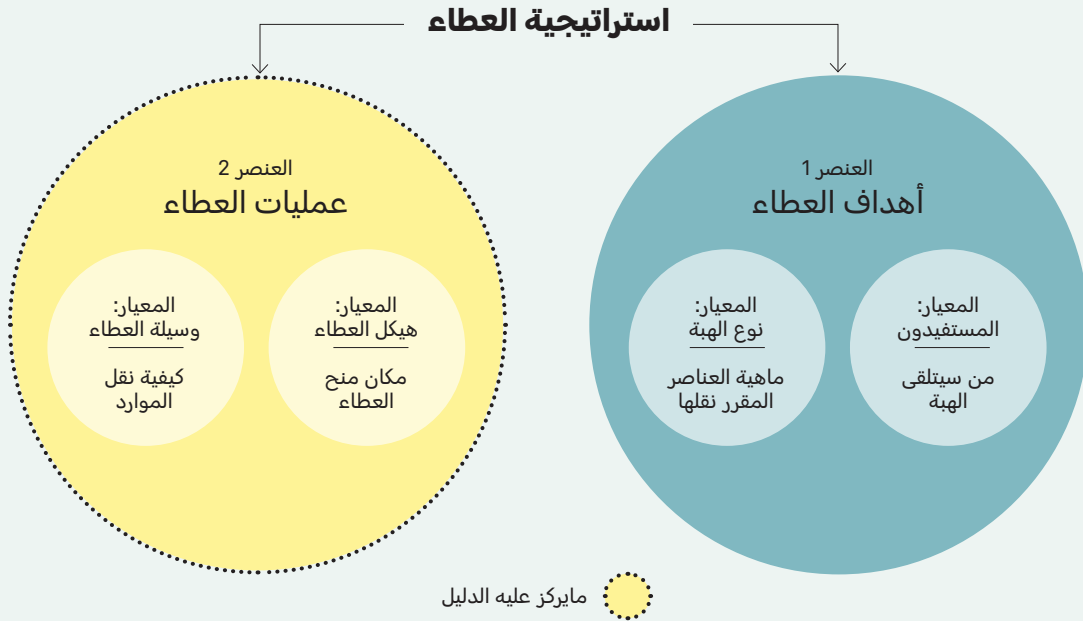 استراتيجية العطاء
العنصر 1
أهداف العطاء
المعيار:
المستفيدون
من سيتلقى
الهبة
المعيار:
نوع الهبة
ماهية العناصر
المقرر نقلها
العنصر 2
عمليات العطاء
المعيار:
هيكل العطاء
مكان منح
العطاء
المعيار:
وسيلة العطاء
كيفية نقل
الموارد
مايركز عليه الدليل